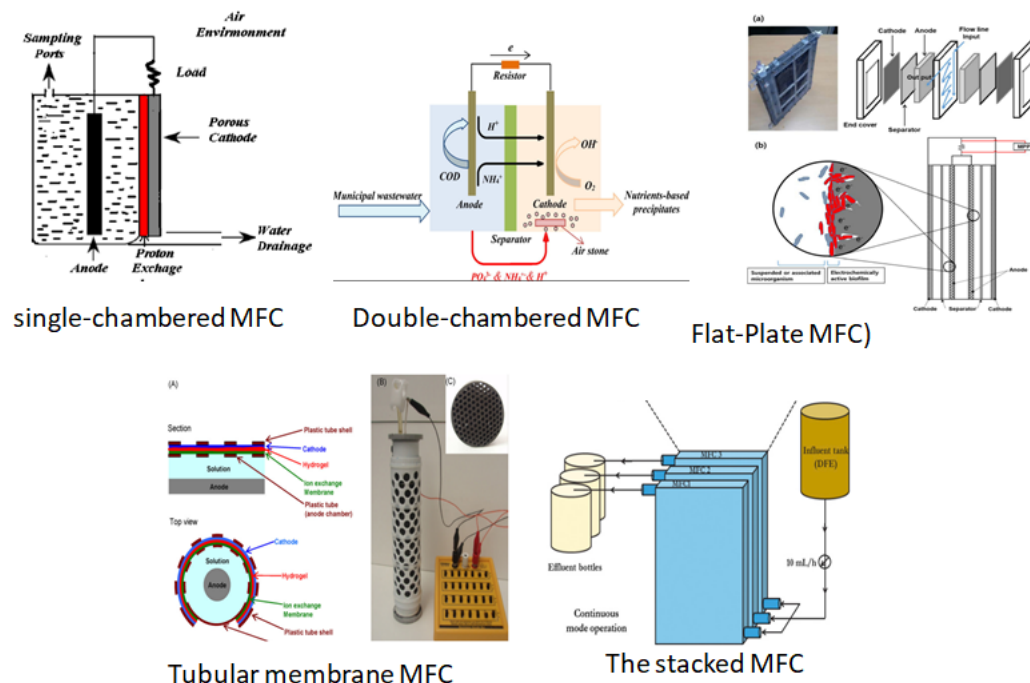 Air
Envirmonment
Sampling
Ports
Load
Porous
Cathode
Water
Drainage
Anode
Proton
Exchage
single-chambered MFC
e
Resistor
H⁺
NH₄⁺
COD
OH⁻
O₂
Municipal wastewater
Anode
Cathode
Nutrients-based
precipitates
Separator
Air stone
PO₄³⁻ & NH₄⁺ & H⁺
Double-chambered MFC
(a)
Cathode
Anode
Flow line
input
Output
End cover
Separator
(b)
e⁻
Suspended or associated
microorganism
Electrochemically
active biofilm
Anode
Cathode
Separator
Cathode
Flat-Plate MFC)
(A)
Section
Plastic tube shell
Cathode
Hydrogel
Ion exchange
Membrane
Solution
Anode
Plastic tube
(anode chamber)
Top view
Cathode
Solution
Hydrogel
Anode
Ion exchange
Membrane
Plastic tube shell
(B)
(C)
Tubular membrane MFC
MFC 3
MFC 2
MFC1
Influent tank
(DFE)
10 mL/h
Effluent bottles
Continuous
mode operation
The stacked MFC